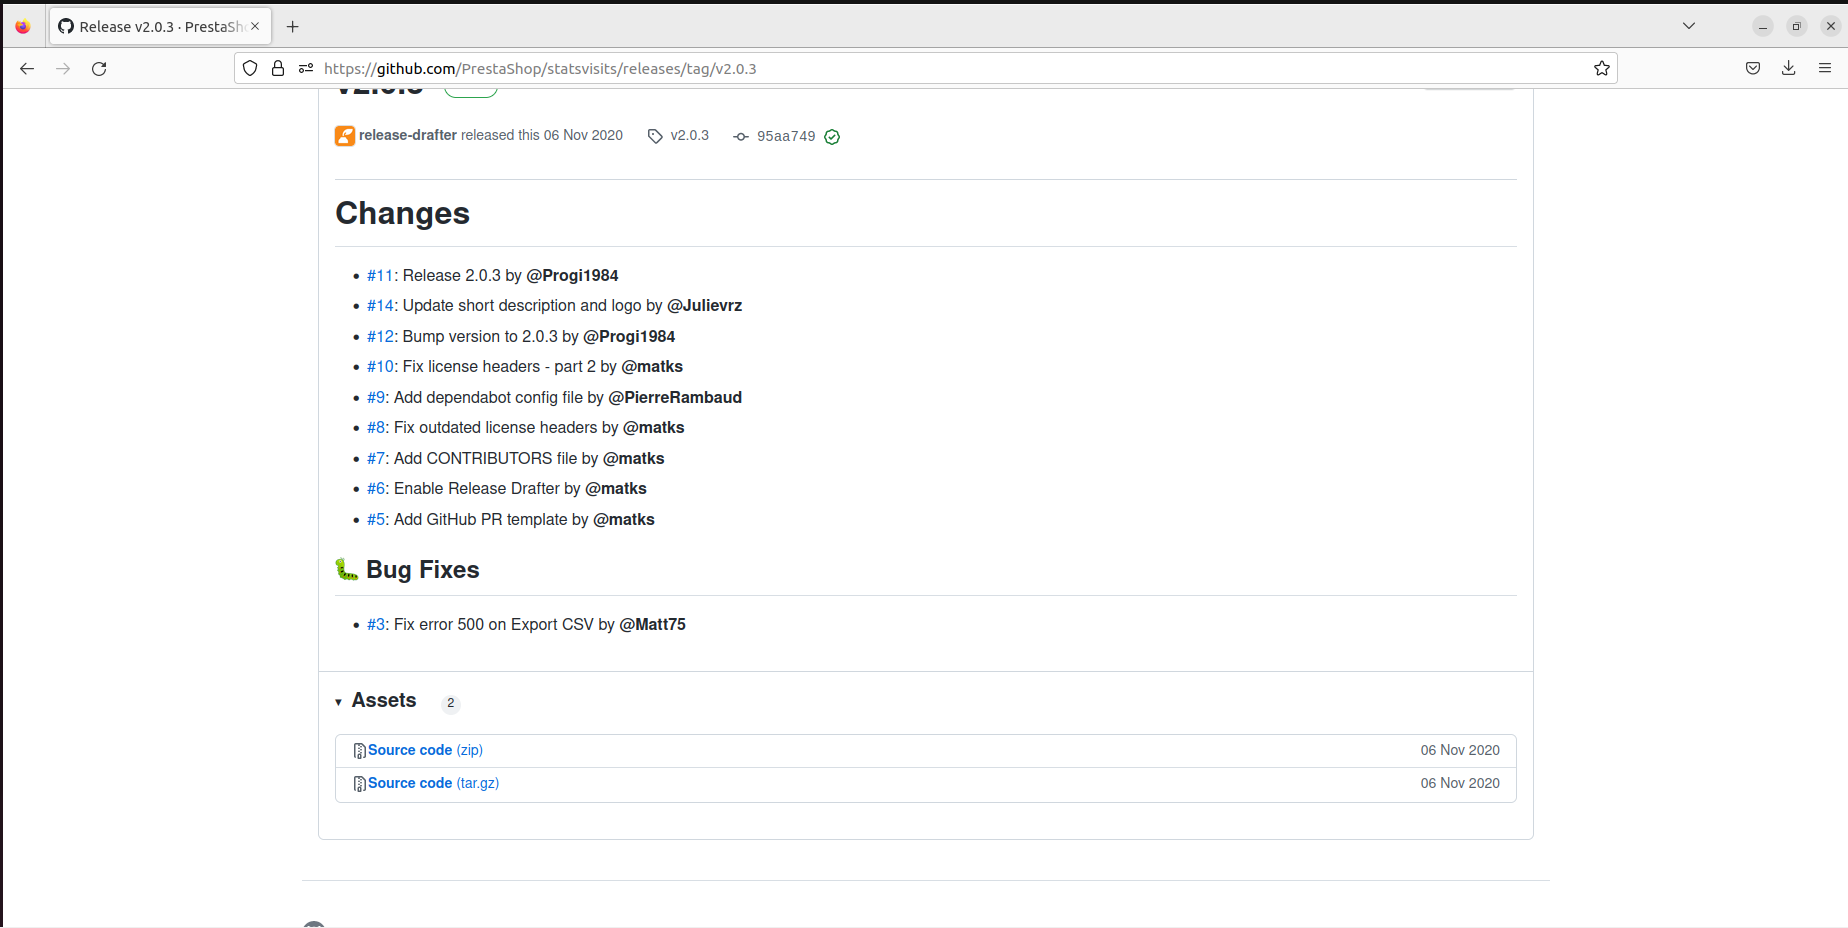 Release v2.0.3 · PrestaSh
https://github.com/PrestaShop/statsvisits/releases/tag/v2.0.3
v2.0.3
release-drafter released this 06 Nov 2020 v2.0.3 95aa749
Changes
• #11: Release 2.0.3 by @Progi1984
• #14: Update short description and logo by @Julievrz
• #12: Bump version to 2.0.3 by @Progi1984
• #10: Fix license headers - part 2 by @matks
• #9: Add dependabot config file by @PierreRambaud
• #8: Fix outdated license headers by @matks
• #7: Add CONTRIBUTORS file by @matks
• #6: Enable Release Drafter by @matks
• #5: Add GitHub PR template by @matks
🐛 Bug Fixes
• #3: Fix error 500 on Export CSV by @Matt75
▾ Assets 2
Source code (zip) 06 Nov 2020
Source code (tar.gz) 06 Nov 2020